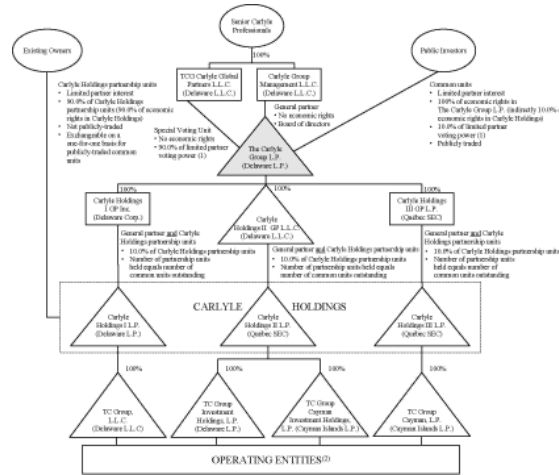 Senior Carlyle
Professionals
Existing Owners
Public Investors
100%
TCG Carlyle Global
Partners L.L.C.
(Delaware L.L.C.)
Carlyle Group
Management L.L.C.
(Delaware L.L.C.)
Carlyle Holdings partnership units
• Limited partner interest
• 90.0% of Carlyle Holdings
partnership units (90.0% of economic
rights in Carlyle Holdings)
• Not publicly-traded
• Exchangeable on a
one-for-one basis for
publicly-traded common
units
Special Voting Unit
• No economic rights
• 90.0% of limited partner
voting power (1)
General partner
• No economic rights
• Board of directors
Common units
• Limited partner interest
• 100% of economic rights in
The Carlyle Group L.P. (indirectly 10.0% of
economic rights in Carlyle Holdings)
• 10.0% of limited partner
voting power (1)
• Publicly traded
The Carlyle
Group L.P.
(Delaware L.P.)
100%
100%
100%
Carlyle Holdings
I GP Inc.
(Delaware Corp.)
Carlyle
Holdings II GP L.L.C.
(Delaware L.L.C.)
Carlyle Holdings
III GP L.P.
(Québec SEC)
General partner and Carlyle
Holdings partnership units
• 10.0% of Carlyle Holdings partnership units
• Number of partnership units
held equals number of
common units outstanding
General partner and Carlyle Holdings partnership units
• 10.0% of Carlyle Holdings partnership units
• Number of partnership units held equals number of
common units outstanding
General partner and Carlyle
Holdings partnership units
• 10.0% of Carlyle Holdings partnership units
• Number of partnership units
held equals number of
common units outstanding
CARLYLE HOLDINGS
Carlyle
Holdings I L.P.
(Delaware L.P.)
Carlyle
Holdings II L.P.
(Québec SEC)
Carlyle
Holdings III L.P.
(Québec SEC)
100%
100%
100%
100%
TC Group,
L.L.C.
(Delaware L.L.C)
TC Group
Investment
Holdings, L.P.
(Delaware L.P.)
TC Group
Cayman
Investment Holdings,
L.P. (Cayman Islands L.P.)
TC Group
Cayman, L.P.
(Cayman Islands L.P.)
OPERATING ENTITIES(2)